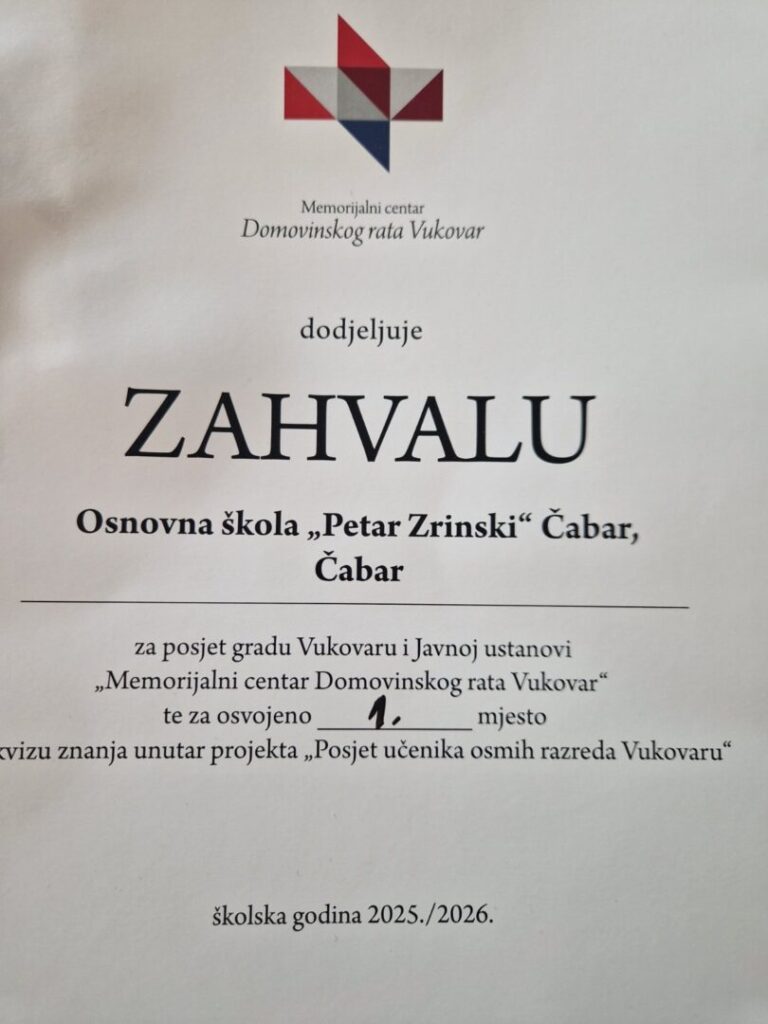 Memorijalni centar
Domovinskog rata Vukovar
dodjeljuje
ZAHVALU
Osnovna škola „Petar Zrinski“ Čabar,
Čabar
za posjet gradu Vukovaru i Javnoj ustanovi
„Memorijalni centar Domovinskog rata Vukovar“
te za osvojeno 1. mjesto
kvizu znanja unutar projekta „Posjet učenika osmih razreda Vukovaru“
školska godina 2025./2026.